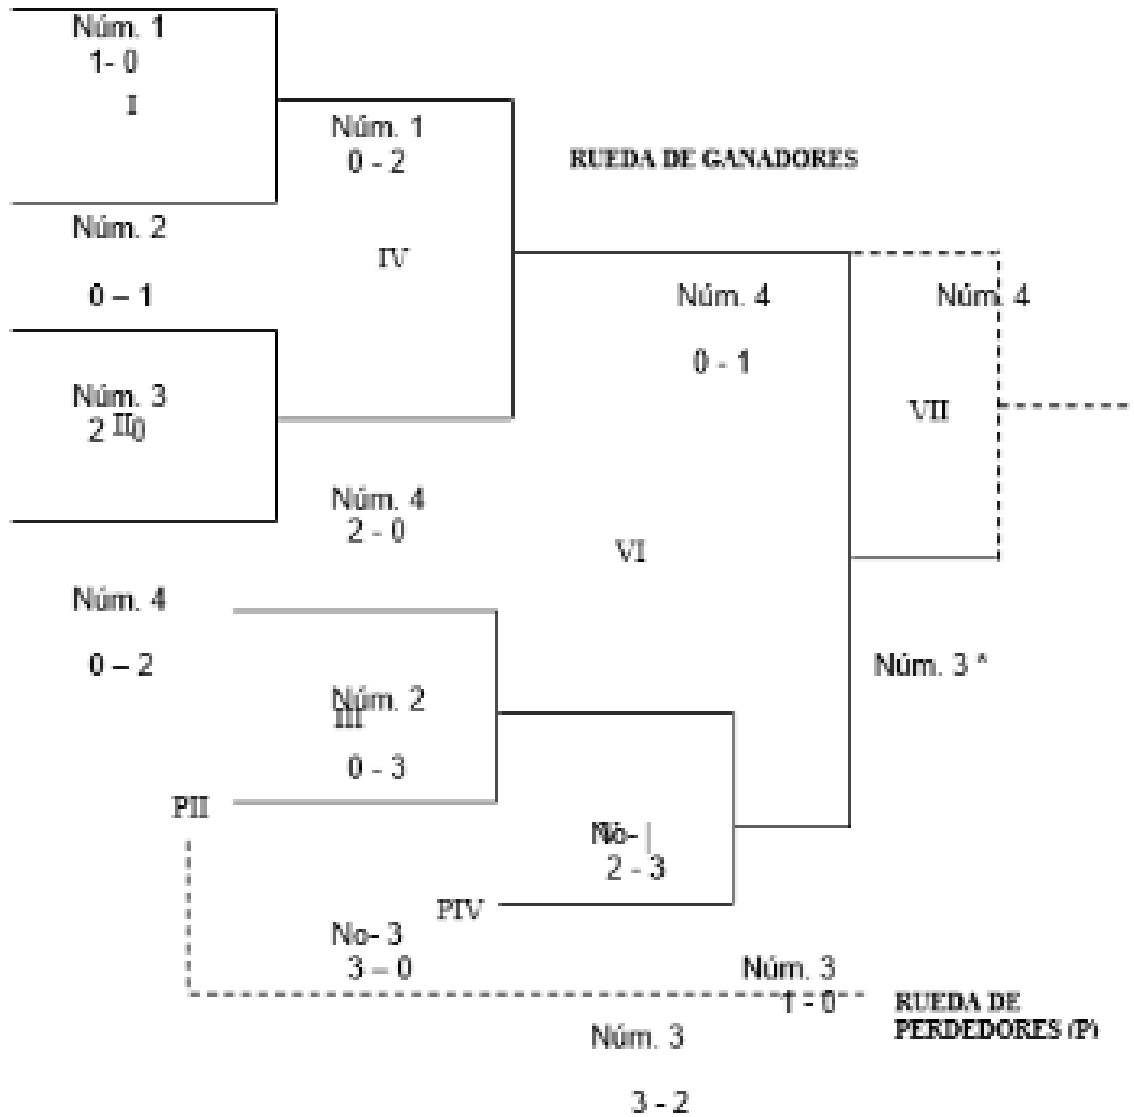 Núm. 1
1- 0
I
Núm. 1
0 - 2
RUEDA DE GANADORES
Núm. 2
IV
0 – 1
Núm. 4
Núm. 4
0 - 1
Núm. 3
2 0
II
VII
Núm. 4
2 - 0
VI
Núm. 4
0 – 2
Núm. 3 *
Núm. 2
III
0 - 3
PII
2 - 3
PIV
No- 3
3 – 0
Núm. 3
1 - 0
RUEDA DE
PERDEDORES (P)
Núm. 3
3 - 2